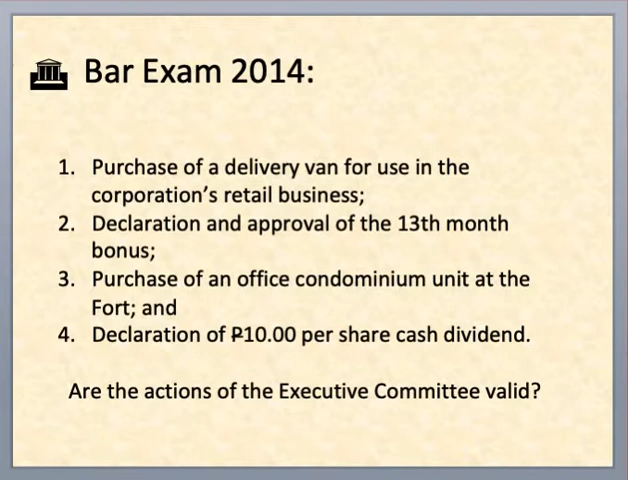 Bar Exam 2014:
1. Purchase of a delivery van for use in the
corporation’s retail business;
2. Declaration and approval of the 13th month
bonus;
3. Purchase of an office condominium unit at the
Fort; and
4. Declaration of ₱10.00 per share cash dividend.
Are the actions of the Executive Committee valid?